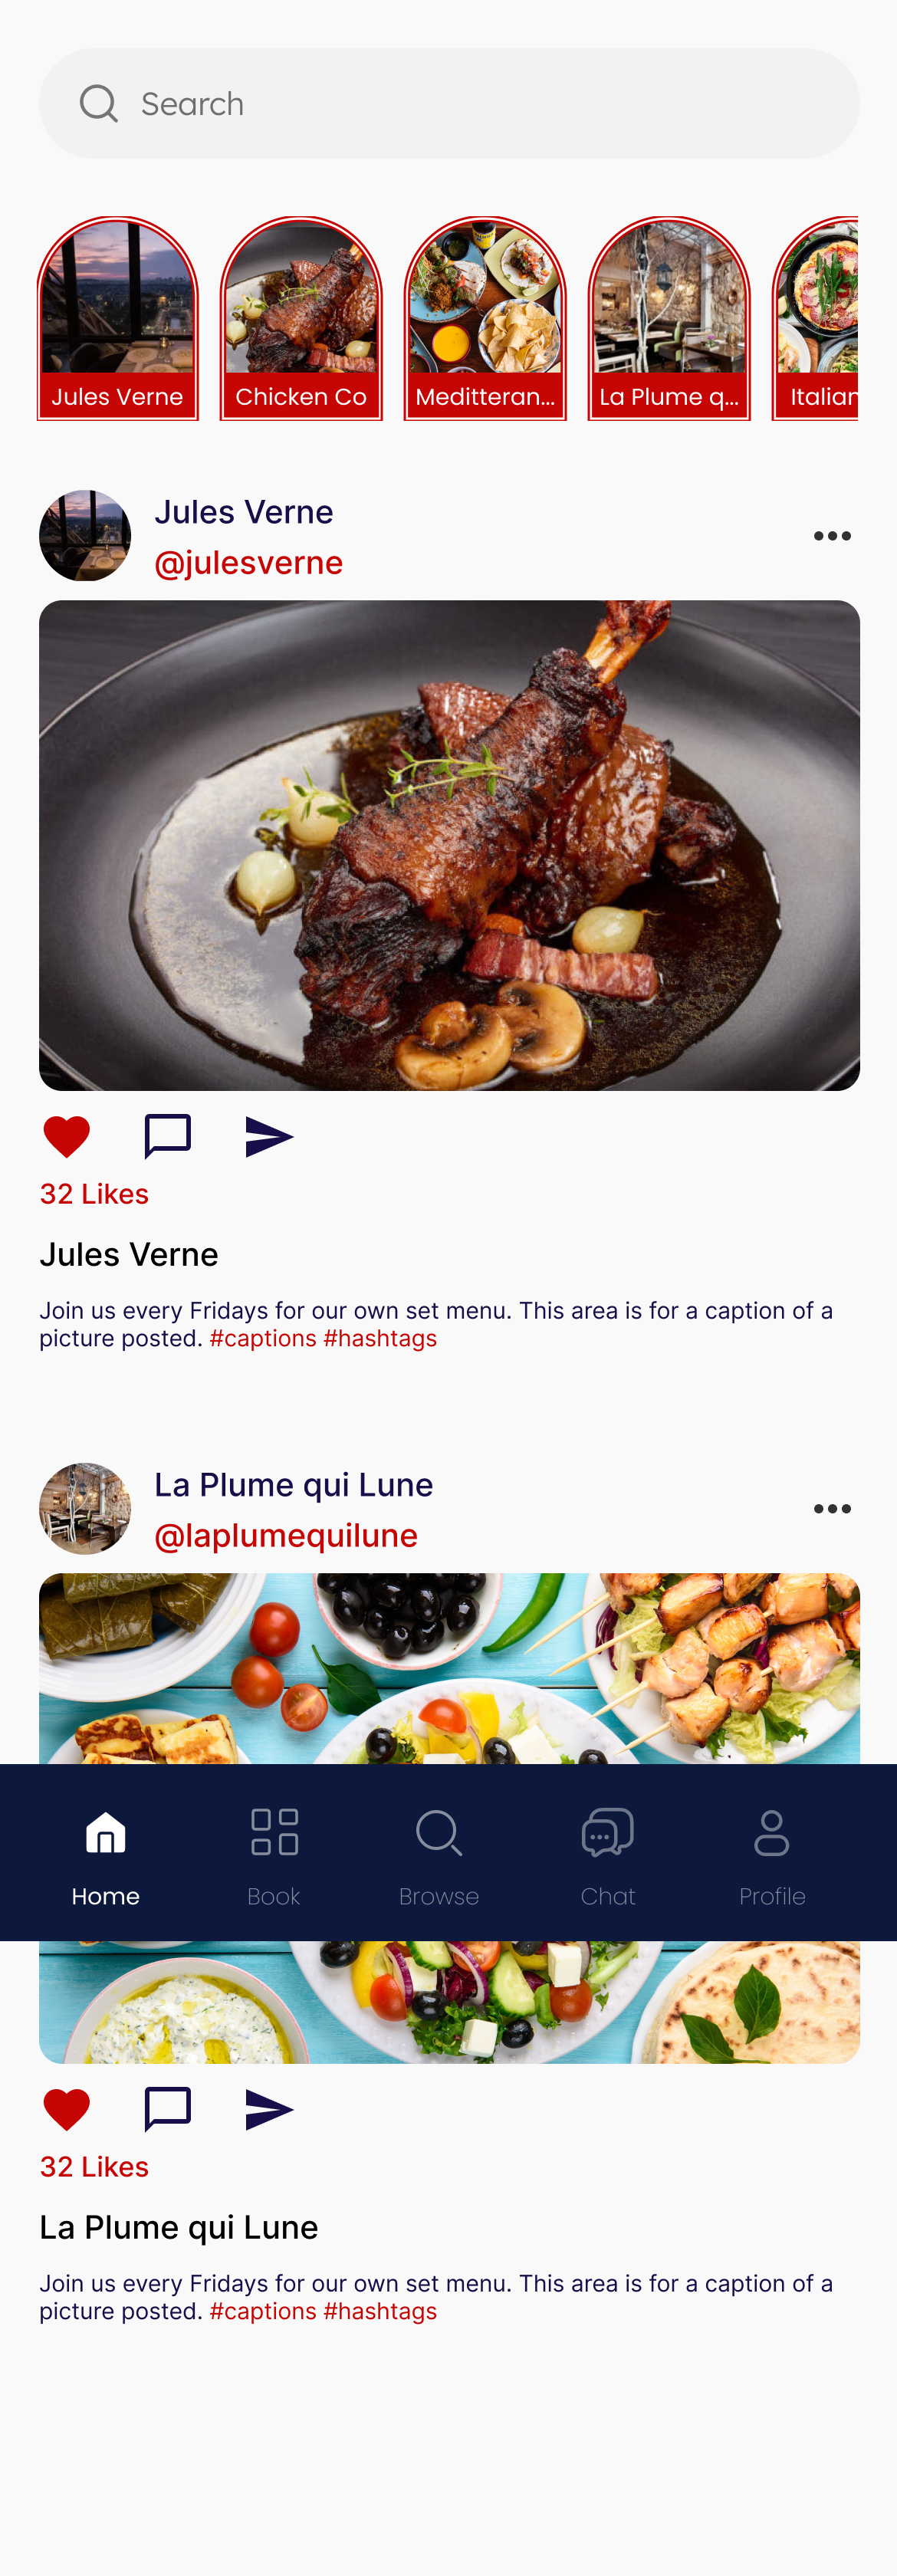 Search
Jules Verne
Chicken Co
Meditteran...
La Plume q...
Italian
Jules Verne
@julesverne
32 Likes
Jules Verne
Join us every Fridays for our own set menu. This area is for a caption of a
picture posted. #captions #hashtags
La Plume qui Lune
@laplumequilune
Home
Book
Browse
Chat
Profile
32 Likes
La Plume qui Lune
Join us every Fridays for our own set menu. This area is for a caption of a
picture posted. #captions #hashtags